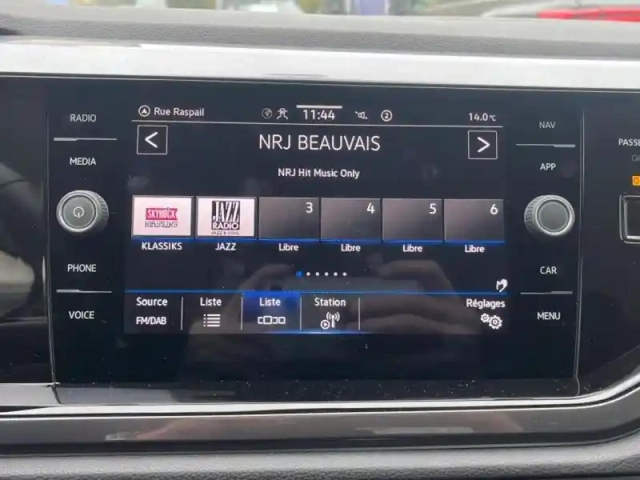 RADIO
MEDIA
PHONE
VOICE
Rue Raspail
11:44
2
14.0°C
NRJ BEAUVAIS
NRJ Hit Music Only
SKYROCK
KLASSIKS
JAZZ
RADIO
KLASSIKS
JAZZ
3
Libre
4
Libre
5
Libre
6
Libre
Source
FM/DAB
Liste
Liste
Station
Réglages
NAV
APP
CAR
MENU